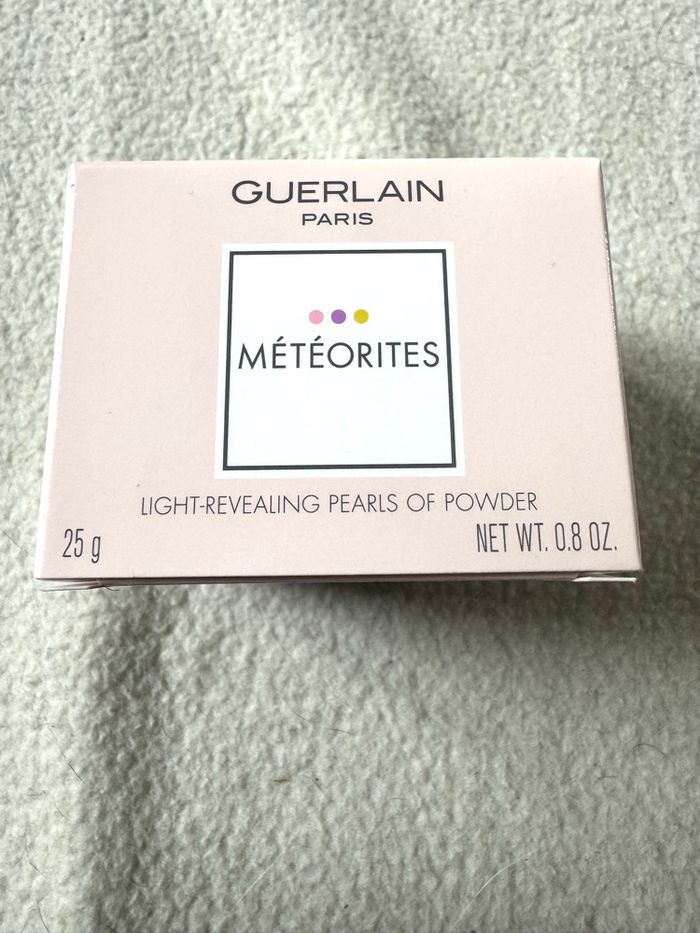 GUERLAIN
PARIS
MÉTÉORITES
LIGHT-REVEALING PEARLS OF POWDER
25 g
NET WT. 0.8 OZ.